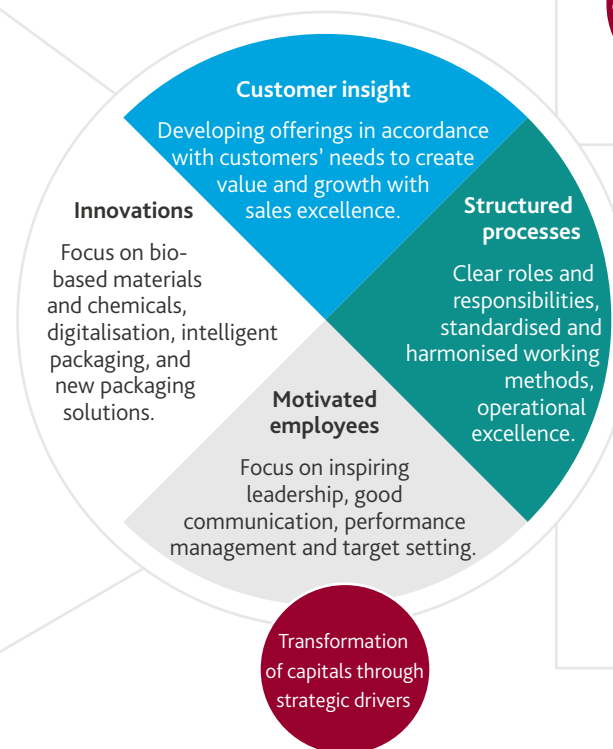 Customer insight
Developing offerings in accordance
with customers' needs to create
value and growth with
sales excellence.
Structured
processes
Clear roles and
responsibilities,
standardised and
harmonised working
methods,
operational
excellence.
Innovations
Focus on bio-
based materials
and chemicals,
digitalisation, intelligent
packaging, and
new packaging
solutions.
Motivated
employees
Focus on inspiring
leadership, good
communication, performance
management and target setting.
Transformation
of capitals through
strategic drivers